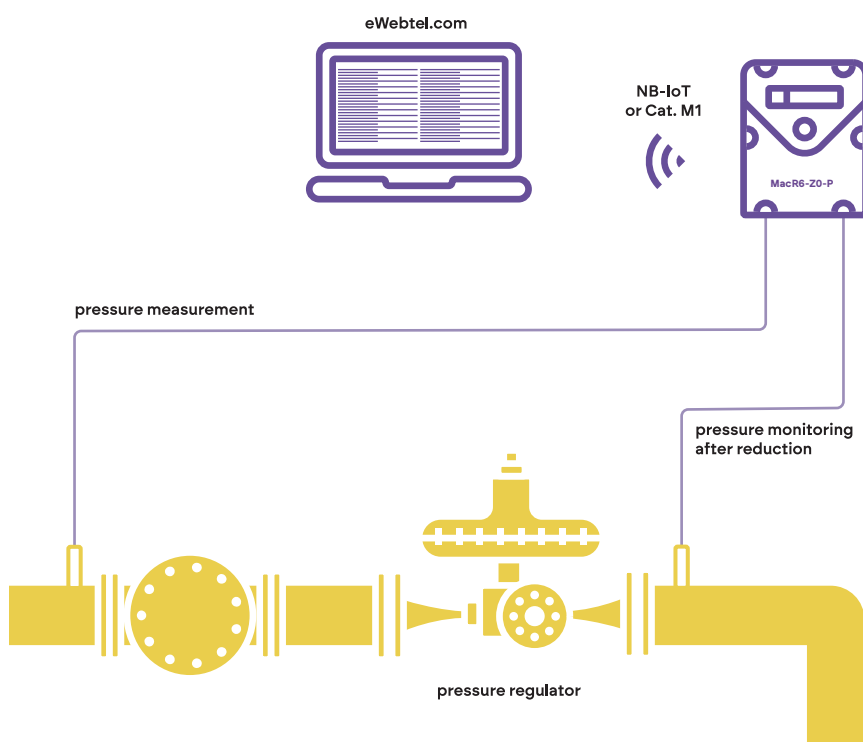 eWebtel.com
NB-IoT
or Cat. M1
MacR6-Z0-P
pressure measurement
pressure monitoring
after reduction
pressure regulator